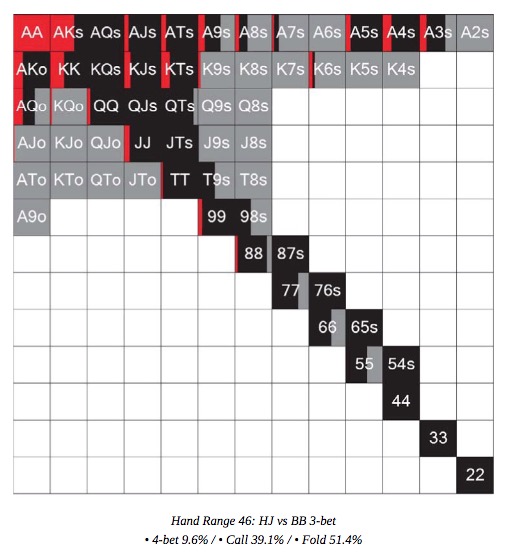 AA AKs AQs AJs ATs A9s A8s A7s A6s A5s A4s A3s A2s
AKo KK KQs KJs KTs K9s K8s K7s K6s K5s K4s
AQo KQo QQ QJs QTs Q9s Q8s
AJo KJo QJo JJ JTs J9s J8s
ATo KTo QTo JTo TT T9s T8s
A9o 99 98s
88 87s
77 76s
66 65s
55 54s
44
33
22
Hand Range 46: HJ vs BB 3-bet
• 4-bet 9.6% / • Call 39.1% / • Fold 51.4%